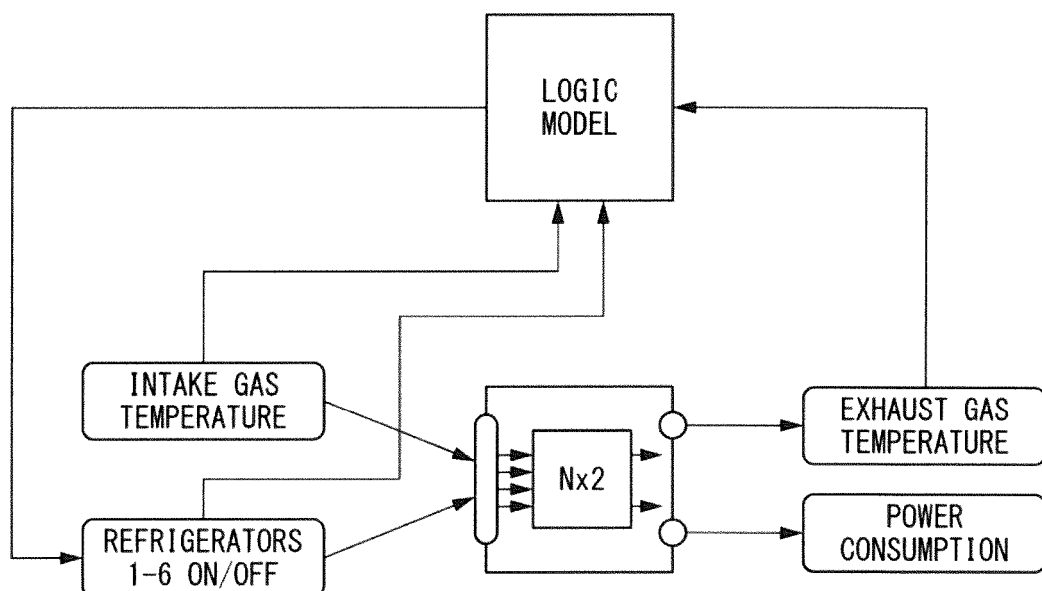 LOGIC
MODEL
INTAKE GAS
TEMPERATURE
REFRIGERATORS
1-6 ON/OFF
Nx2
EXHAUST GAS
TEMPERATURE
POWER
CONSUMPTION